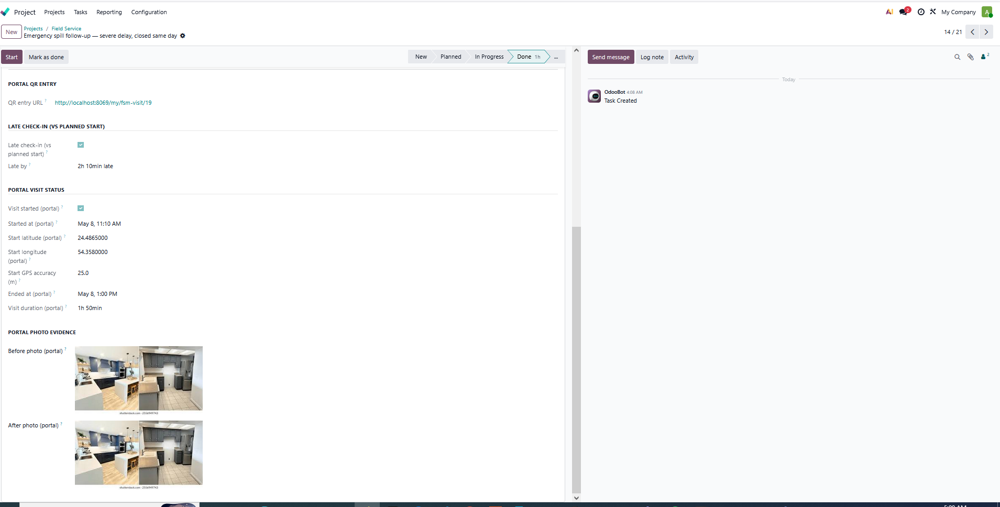 Project
Projects
Tasks
Reporting
Configuration
AI
2
My Company
A
New
Projects / Field Service
Emergency spill follow-up — severe delay, closed same day
14 / 21
Start
Mark as done
New
Planned
In Progress
Done 1h
...
Send message
Log note
Activity
2
PORTAL QR ENTRY
QR entry URL ?
http://localhost:8069/my/fsm-visit/19
LATE CHECK-IN (VS PLANNED START)
Late check-in (vs
planned start) ?
Late by ?
2h 10min late
PORTAL VISIT STATUS
Visit started (portal) ?
Started at (portal) ?
May 8, 11:10 AM
Start latitude (portal) ?
24.4865000
Start longitude
(portal) ?
54.3580000
Start GPS accuracy
(m) ?
25.0
Ended at (portal) ?
May 8, 1:00 PM
Visit duration (portal) ?
1h 50min
PORTAL PHOTO EVIDENCE
Before photo (portal) ?
shutterstock.com · 2556949743
After photo (portal) ?
shutterstock.com · 2556949743
Today
OdooBot 4:08 AM
Task Created